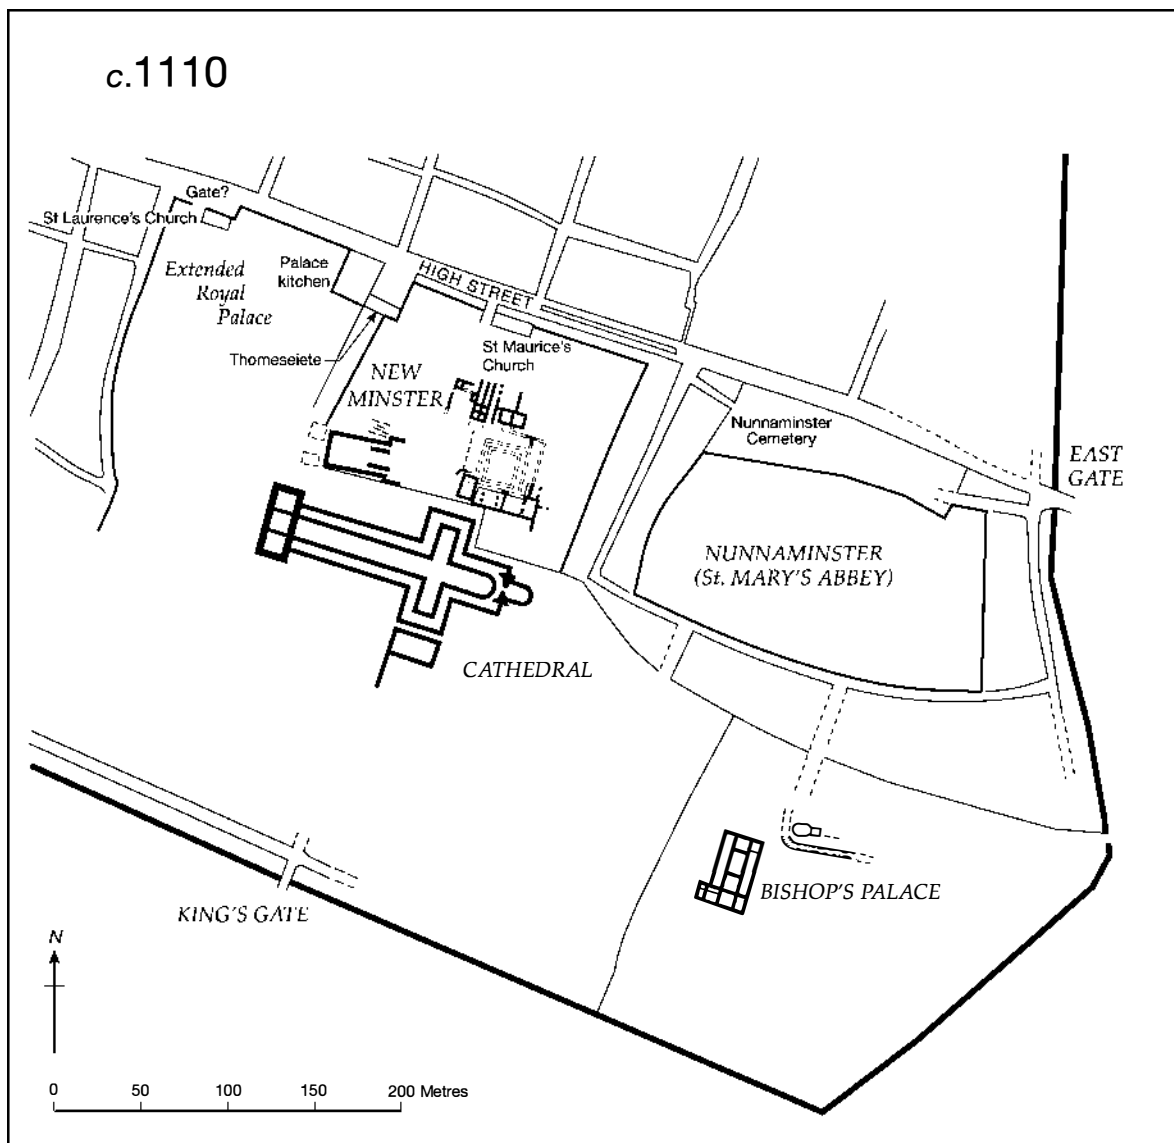 c.1110
Gate?
St Laurence's Church
Extended
Royal
Palace
Palace
kitchen
HIGH STREET
Thomeseiete
St Maurice's
Church
NEW
MINSTER
Nunnaminster
Cemetery
EAST
GATE
NUNNAMINSTER
(St. MARY'S ABBEY)
CATHEDRAL
BISHOP'S PALACE
KING'S GATE
N
0 50 100 150 200 Metres